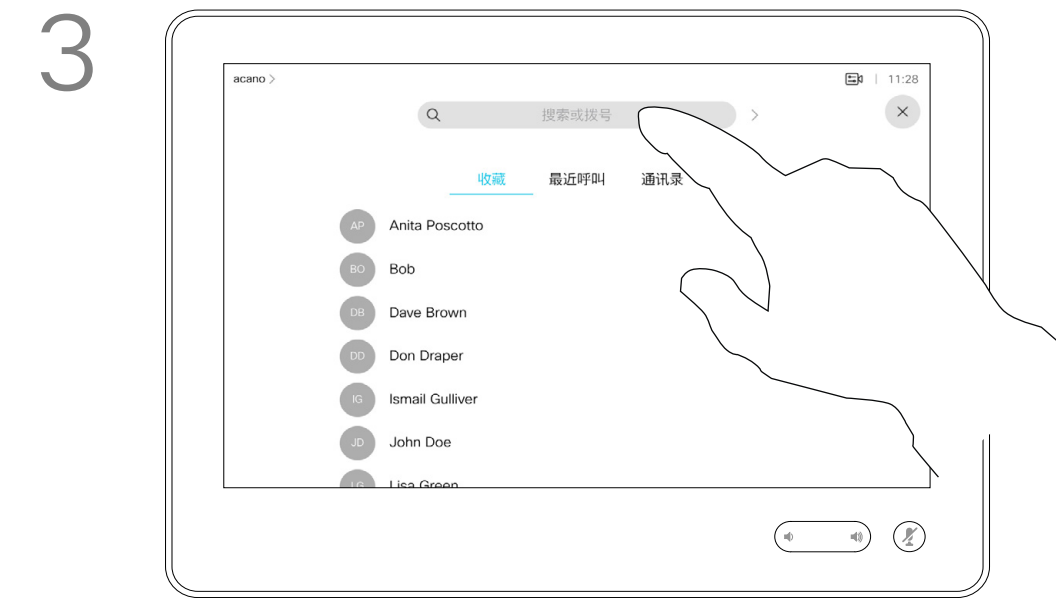 3
acano >
11:28
搜索或拨号
收藏 最近呼叫 通讯录
AP Anita Poscotto
BO Bob
DB Dave Brown
DD Don Draper
IG Ismail Gulliver
JD John Doe
LG Lisa Green